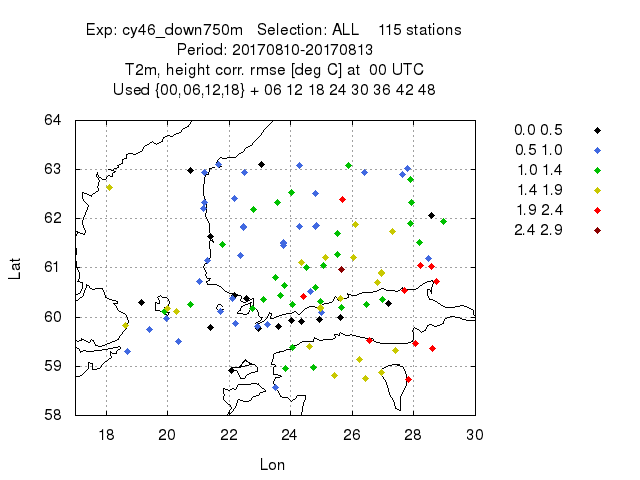 Exp: cy46_down750m   Selection: ALL    115 stations
Period: 20170810-20170813
T2m, height corr. rmse [deg C] at  00 UTC
Used {00,06,12,18} + 06 12 18 24 30 36 42 48
64
63
62
61
60
59
58
Lat
18 20 22 24 26 28 30
Lon
0.0 0.5
0.5 1.0
1.0 1.4
1.4 1.9
1.9 2.4
2.4 2.9